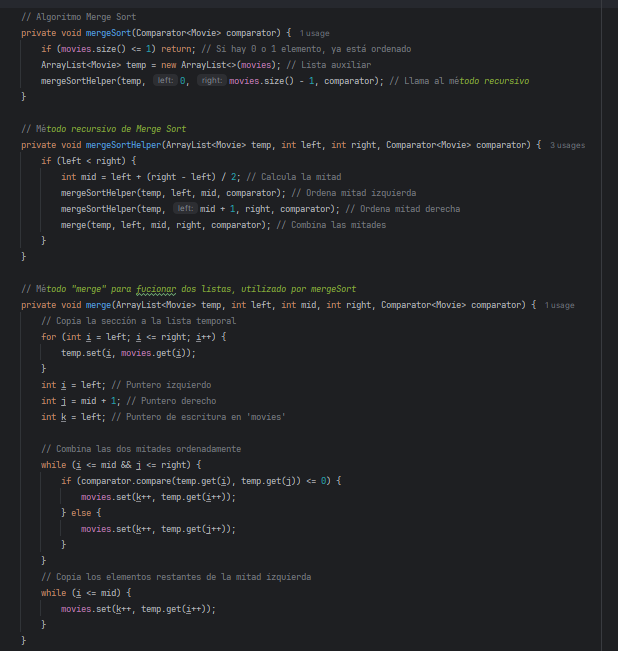 // Algoritmo Merge Sort
private void mergeSort(Comparator<Movie> comparator) { 1 usage
if (movies.size() <= 1) return; // Si hay 0 o 1 elemento, ya está ordenado
ArrayList<Movie> temp = new ArrayList<>(movies); // Lista auxiliar
mergeSortHelper(temp, left: 0, right: movies.size() - 1, comparator); // Llama al método recursivo
}
// Método recursivo de Merge Sort
private void mergeSortHelper(ArrayList<Movie> temp, int left, int right, Comparator<Movie> comparator) { 3 usages
if (left < right) {
int mid = left + (right - left) / 2; // Calcula la mitad
mergeSortHelper(temp, left, mid, comparator); // Ordena mitad izquierda
mergeSortHelper(temp, left: mid + 1, right, comparator); // Ordena mitad derecha
merge(temp, left, mid, right, comparator); // Combina las mitades
}
}
// Método "merge" para fucionar dos listas, utilizado por mergeSort
private void merge(ArrayList<Movie> temp, int left, int mid, int right, Comparator<Movie> comparator) { 1 usage
// Copia la sección a la lista temporal
for (int i = left; i <= right; i++) {
temp.set(i, movies.get(i));
}
int i = left; // Puntero izquierdo
int j = mid + 1; // Puntero derecho
int k = left; // Puntero de escritura en 'movies'
// Combina las dos mitades ordenadamente
while (i <= mid && j <= right) {
if (comparator.compare(temp.get(i), temp.get(j)) <= 0) {
movies.set(k++, temp.get(i++));
} else {
movies.set(k++, temp.get(j++));
}
}
// Copia los elementos restantes de la mitad izquierda
while (i <= mid) {
movies.set(k++, temp.get(i++));
}
}